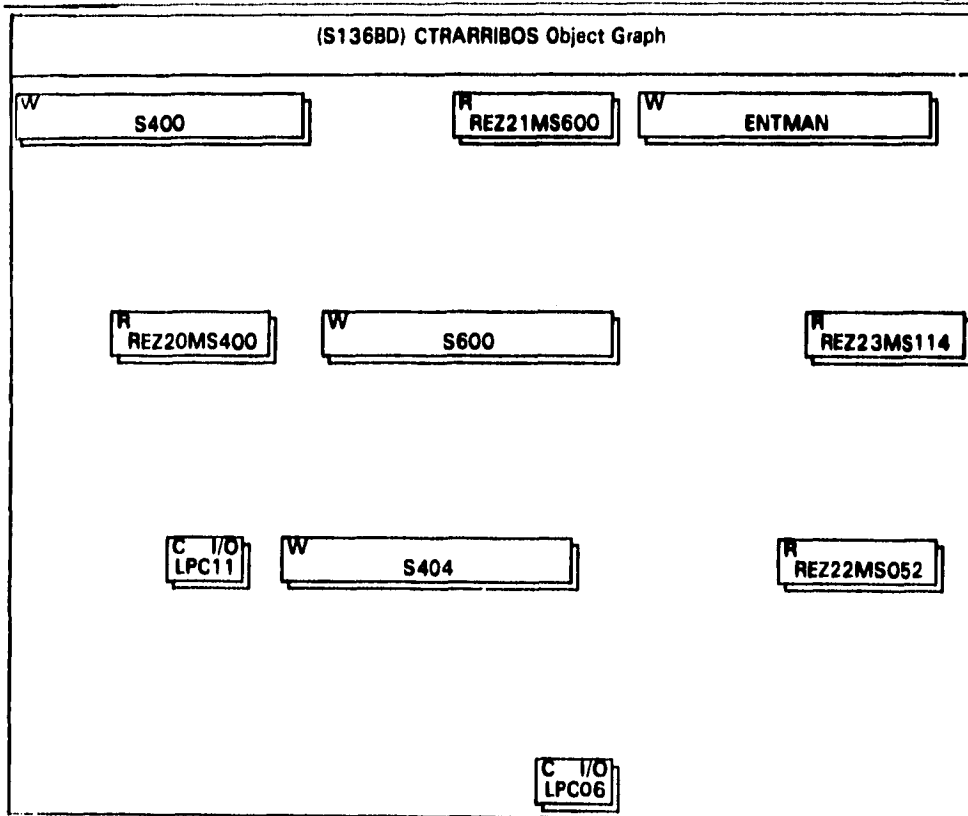 (S136BD) CTRARRIBOS Object Graph
W
S400
R
REZ21MS600
W
ENTMAN
R
REZ20MS400
W
S600
R
REZ23MS114
C I/O
LPC11
W
S404
R
REZ22MS052
C I/O
LPC06